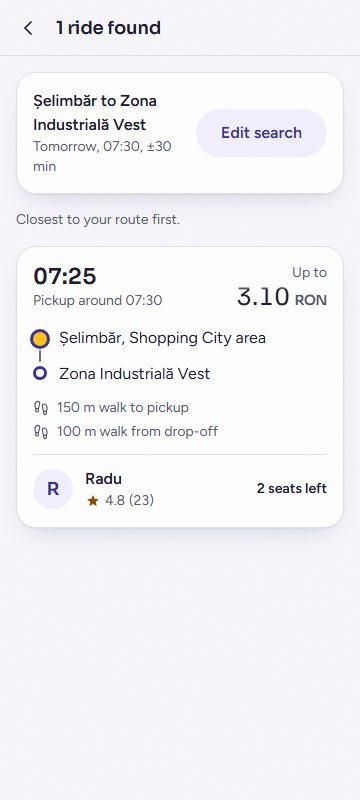 1 ride found
Șelimbăr to Zona
Industrială Vest
Tomorrow, 07:30, ±30
min
Edit search
Closest to your route first.
07:25
Pickup around 07:30
Up to
3.10 RON
Șelimbăr, Shopping City area
Zona Industrială Vest
150 m walk to pickup
100 m walk from drop-off
R
Radu
4.8 (23)
2 seats left